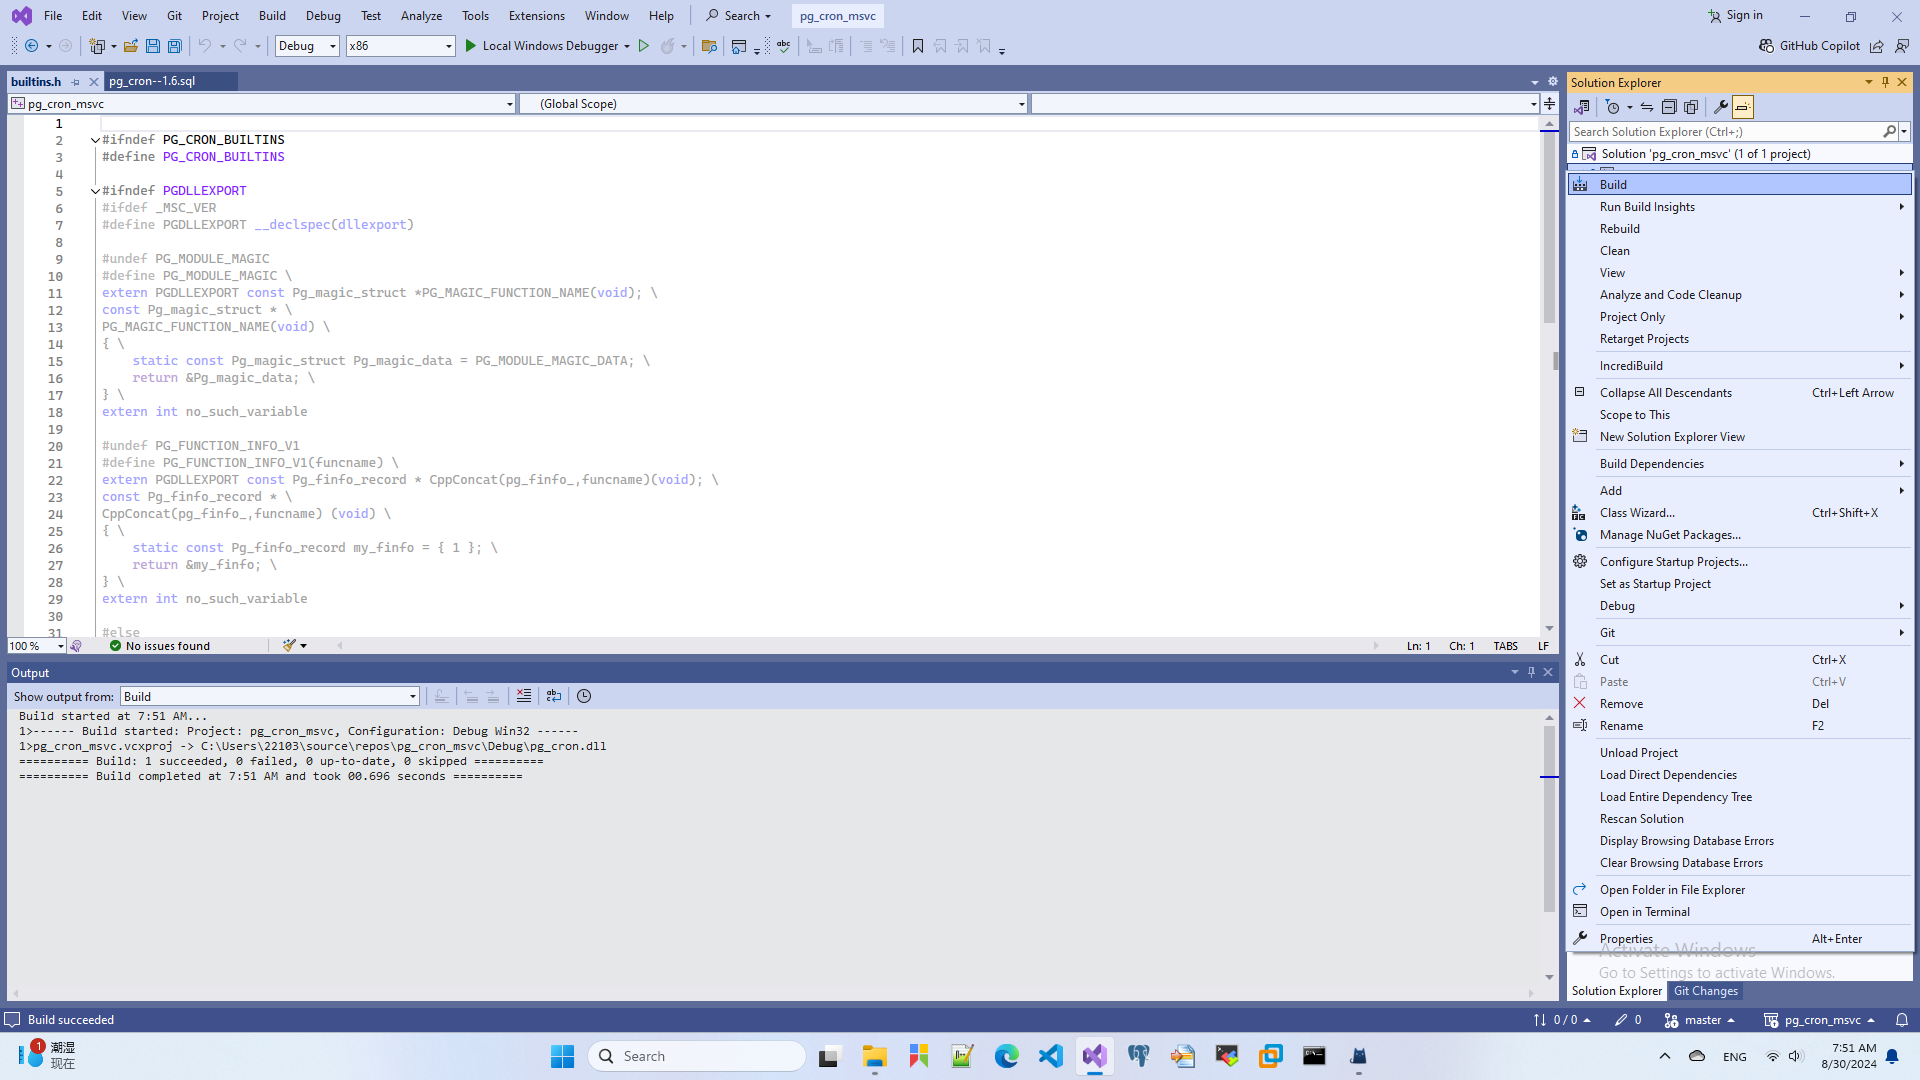 File Edit View Git Project Build Debug Test Analyze Tools Extensions Window Help Search pg_cron_msvc Sign in
Debug x86 Local Windows Debugger abc GitHub Copilot
builtins.h pg_cron--1.6.sql
pg_cron_msvc (Global Scope)
1
2 #ifndef PG_CRON_BUILTINS
3 #define PG_CRON_BUILTINS
4
5 #ifndef PGDLLEXPORT
6 #ifdef _MSC_VER
7 #define PGDLLEXPORT __declspec(dllexport)
8
9 #undef PG_MODULE_MAGIC
10 #define PG_MODULE_MAGIC \
11 extern PGDLLEXPORT const Pg_magic_struct *PG_MAGIC_FUNCTION_NAME(void); \
12 const Pg_magic_struct * \
13 PG_MAGIC_FUNCTION_NAME(void) \
14 { \
15 static const Pg_magic_struct Pg_magic_data = PG_MODULE_MAGIC_DATA; \
16 return &Pg_magic_data; \
17 } \
18 extern int no_such_variable
19
20 #undef PG_FUNCTION_INFO_V1
21 #define PG_FUNCTION_INFO_V1(funcname) \
22 extern PGDLLEXPORT const Pg_finfo_record * CppConcat(pg_finfo_,funcname)(void); \
23 const Pg_finfo_record * \
24 CppConcat(pg_finfo_,funcname) (void) \
25 { \
26 static const Pg_finfo_record my_finfo = { 1 }; \
27 return &my_finfo; \
28 } \
29 extern int no_such_variable
30
31 #else
100 % No issues found Ln: 1 Ch: 1 TABS LF
Output
Show output from: Build
Build started at 7:51 AM...
1>------ Build started: Project: pg_cron_msvc, Configuration: Debug Win32 ------
1>pg_cron_msvc.vcxproj -> C:\Users\22103\source\repos\pg_cron_msvc\Debug\pg_cron.dll
========== Build: 1 succeeded, 0 failed, 0 up-to-date, 0 skipped ==========
========== Build completed at 7:51 AM and took 00.696 seconds ==========
Solution Explorer
Search Solution Explorer (Ctrl+;)
Solution 'pg_cron_msvc' (1 of 1 project)
Build
Run Build Insights
Rebuild
Clean
View
Analyze and Code Cleanup
Project Only
Retarget Projects
IncrediBuild
Collapse All Descendants Ctrl+Left Arrow
Scope to This
New Solution Explorer View
Build Dependencies
Add
Class Wizard... Ctrl+Shift+X
Manage NuGet Packages...
Configure Startup Projects...
Set as Startup Project
Debug
Git
Cut Ctrl+X
Paste Ctrl+V
Remove Del
Rename F2
Unload Project
Load Direct Dependencies
Load Entire Dependency Tree
Rescan Solution
Display Browsing Database Errors
Clear Browsing Database Errors
Open Folder in File Explorer
Open in Terminal
Properties Alt+Enter
Activate Windows
Go to Settings to activate Windows.
Solution Explorer Git Changes
Build succeeded 0 / 0 0 master pg_cron_msvc
1 潮湿
现在
Search
ENG
7:51 AM
8/30/2024